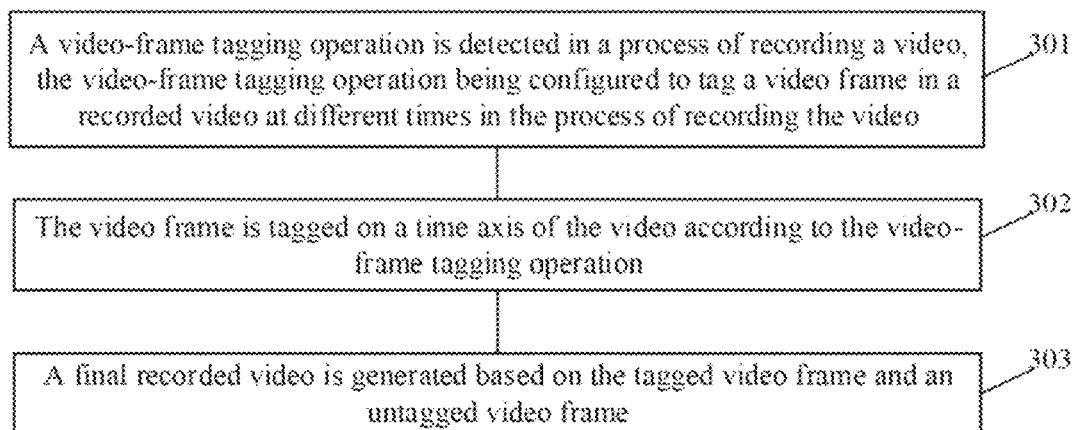 A video-frame tagging operation is detected in a process of recording a video,
the video-frame tagging operation being configured to tag a video frame in a
recorded video at different times in the process of recording the video
301
The video frame is tagged on a time axis of the video according to the video-
frame tagging operation
302
A final recorded video is generated based on the tagged video frame and an
untagged video frame
303